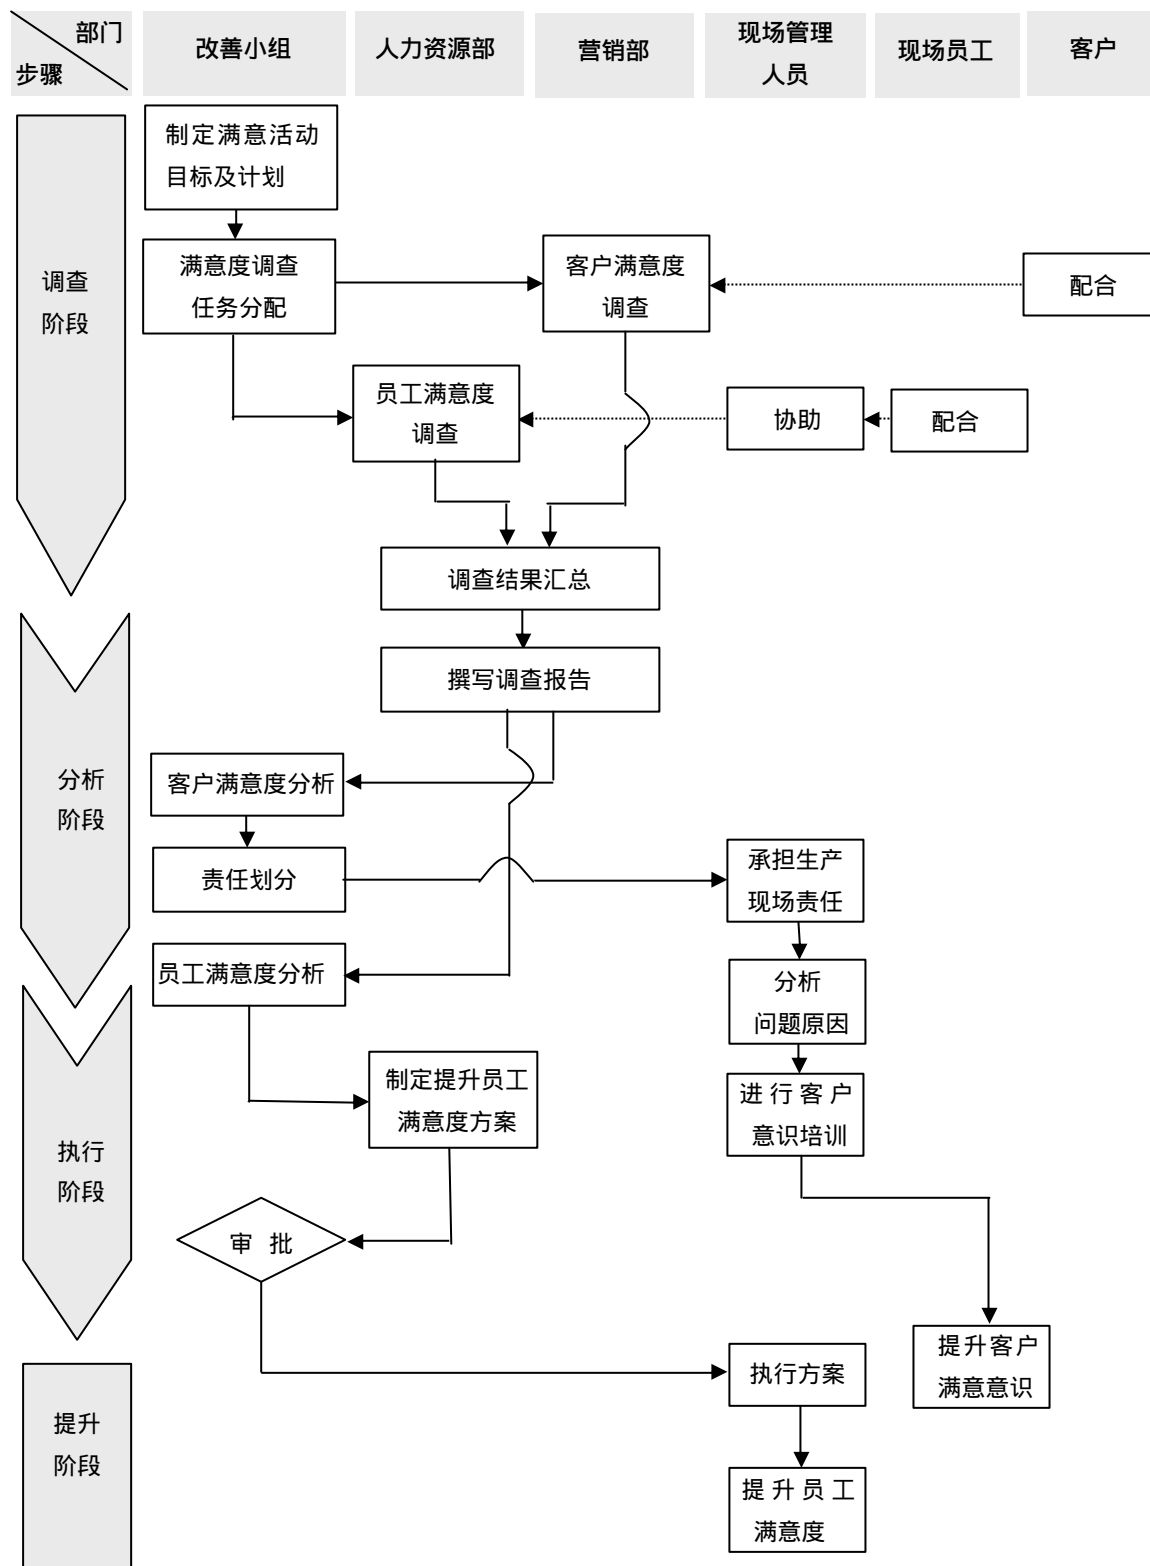 部门
步骤
改善小组
人力资源部
营销部
现场管理
人员
现场员工
客户
调查
阶段
制定满意活动
目标及计划
满意度调查
任务分配
客户满意度
调查
配合
员工满意度
调查
协助
配合
调查结果汇总
撰写调查报告
分析
阶段
客户满意度分析
责任划分
承担生产
现场责任
员工满意度分析
分析
问题原因
执行
阶段
制定提升员工
满意度方案
进行客户
意识培训
审 批
提升客户
满意意识
执行方案
提升
阶段
提升员工
满意度